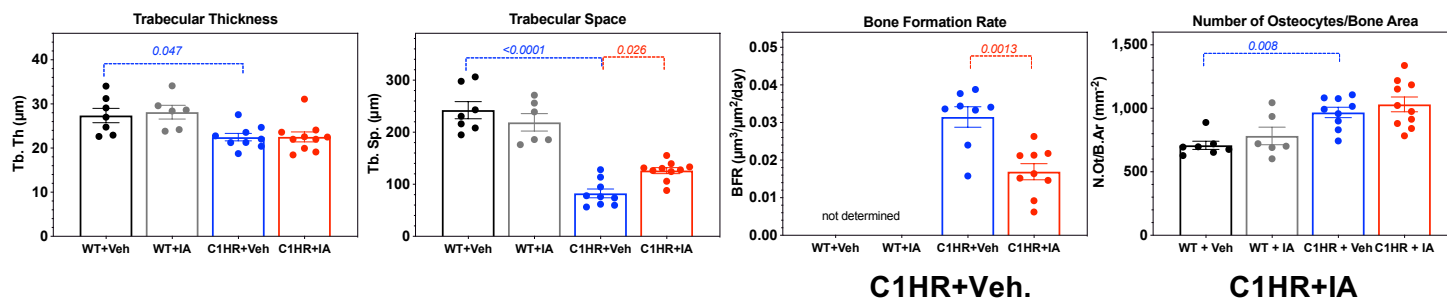 Trabecular Thickness
0.047
Tb. Th (μm)
40
30
20
10
0
WT+Veh
WT+IA
C1HR+Veh
C1HR+IA
Trabecular Space
<0.0001
0.026
Tb. Sp. (μm)
300
200
100
0
WT+Veh
WT+IA
C1HR+Veh
C1HR+IA
Bone Formation Rate
0.0013
BFR (μm³/μm²/day)
0.05
0.04
0.03
0.02
0.01
0.00
not determined
WT+Veh
WT+IA
C1HR+Veh
C1HR+IA
Number of Osteocytes/Bone Area
0.008
N.Ot/B.Ar (mm⁻²)
1,500
1,000
500
0
WT + Veh
WT + IA
C1HR + Veh
C1HR + IA
C1HR+Veh.
C1HR+IA